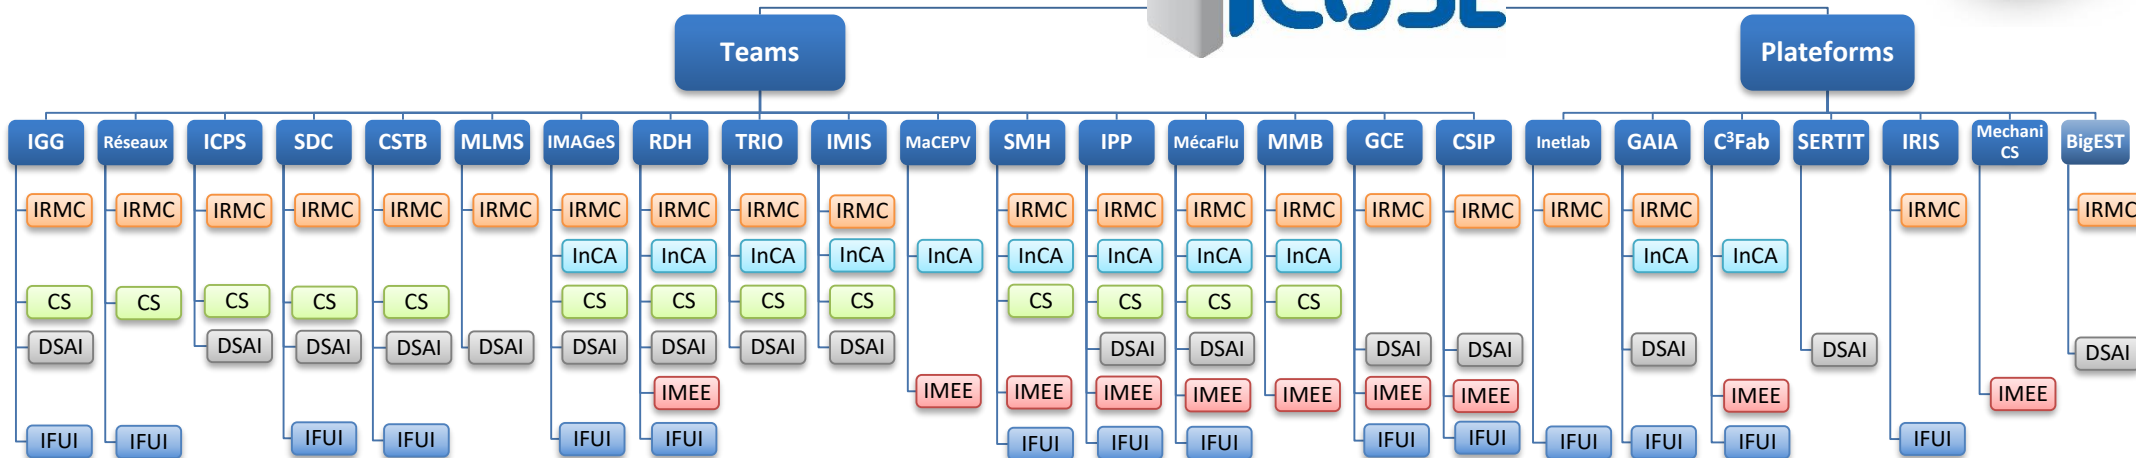 Teams
Plateforms
IGG Réseaux ICPS SDC CSTB MLMS IMAGeS RDH TRIO IMIS MaCEPV SMH IPP MécaFlu MMB GCE CSIP Inetlab GAIA C³Fab SERTIT IRIS Mechani BigEST
CS
IRMC IRMC IRMC IRMC IRMC IRMC IRMC IRMC IRMC IRMC IRMC IRMC IRMC IRMC IRMC IRMC IRMC IRMC IRMC IRMC
InCA InCA InCA InCA InCA InCA InCA InCA InCA InCA InCA
CS CS CS CS CS CS CS CS CS CS CS CS CS
DSAI DSAI DSAI DSAI DSAI DSAI DSAI DSAI DSAI DSAI DSAI DSAI DSAI DSAI DSAI
IMEE IMEE IMEE IMEE IMEE IMEE IMEE IMEE IMEE IMEE
IFUI IFUI IFUI IFUI IFUI IFUI IFUI IFUI IFUI IFUI IFUI IFUI IFUI IFUI IFUI